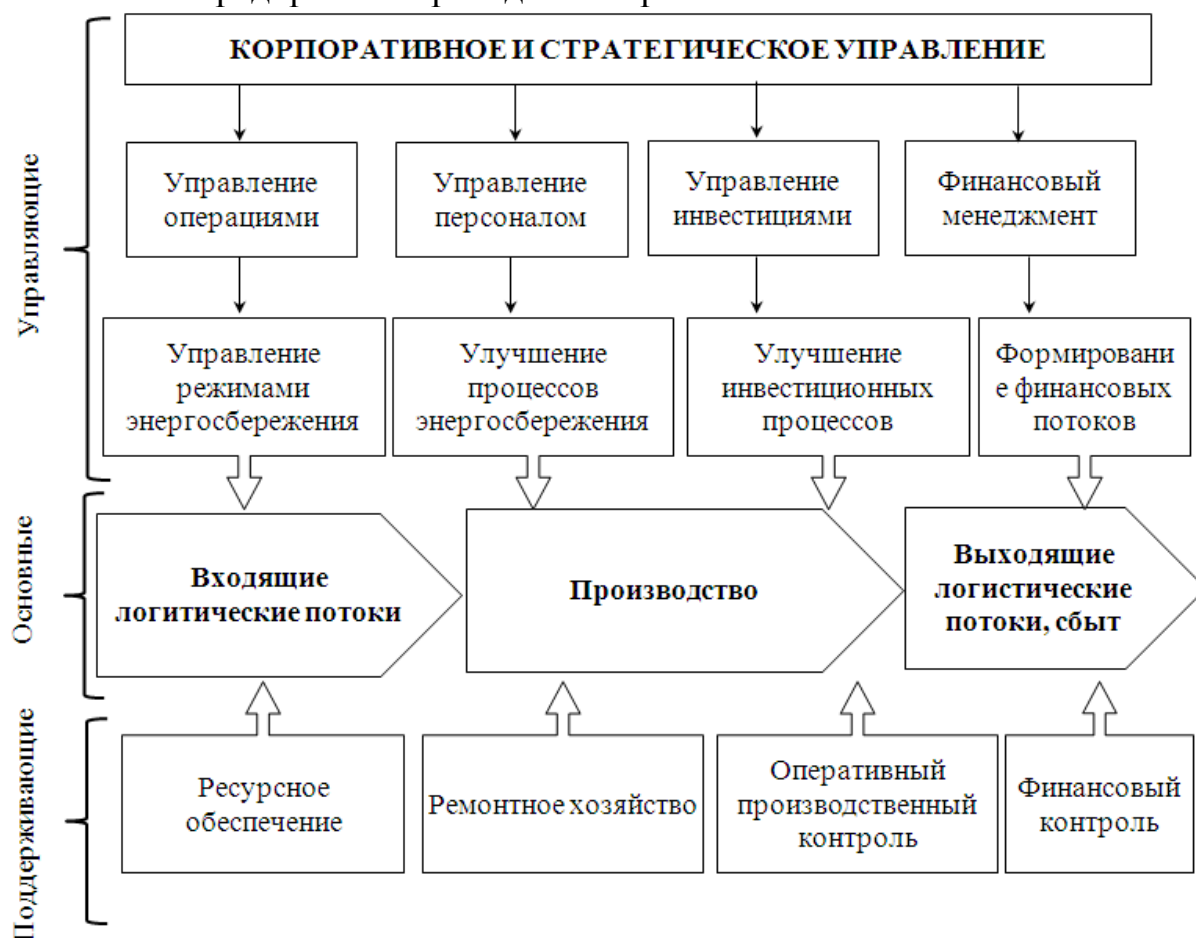 КОРПОРАТИВНОЕ И СТРАТЕГИЧЕСКОЕ УПРАВЛЕНИЕ
Управляющие
Управление
операциями
Управление
персоналом
Управление
инвестициями
Финансовый
менеджмент
Управление
режимами
энергосбережения
Улучшение
процессов
энергосбережения
Улучшение
инвестиционных
процессов
Формировани
е финансовых
потоков
Основные
Входящие
логитические потоки
Производство
Выходящие
логистические
потоки, сбыт
Поддерживающие
Ресурсное
обеспечение
Ремонтное хозяйство
Оперативный
производственный
контроль
Финансовый
контроль